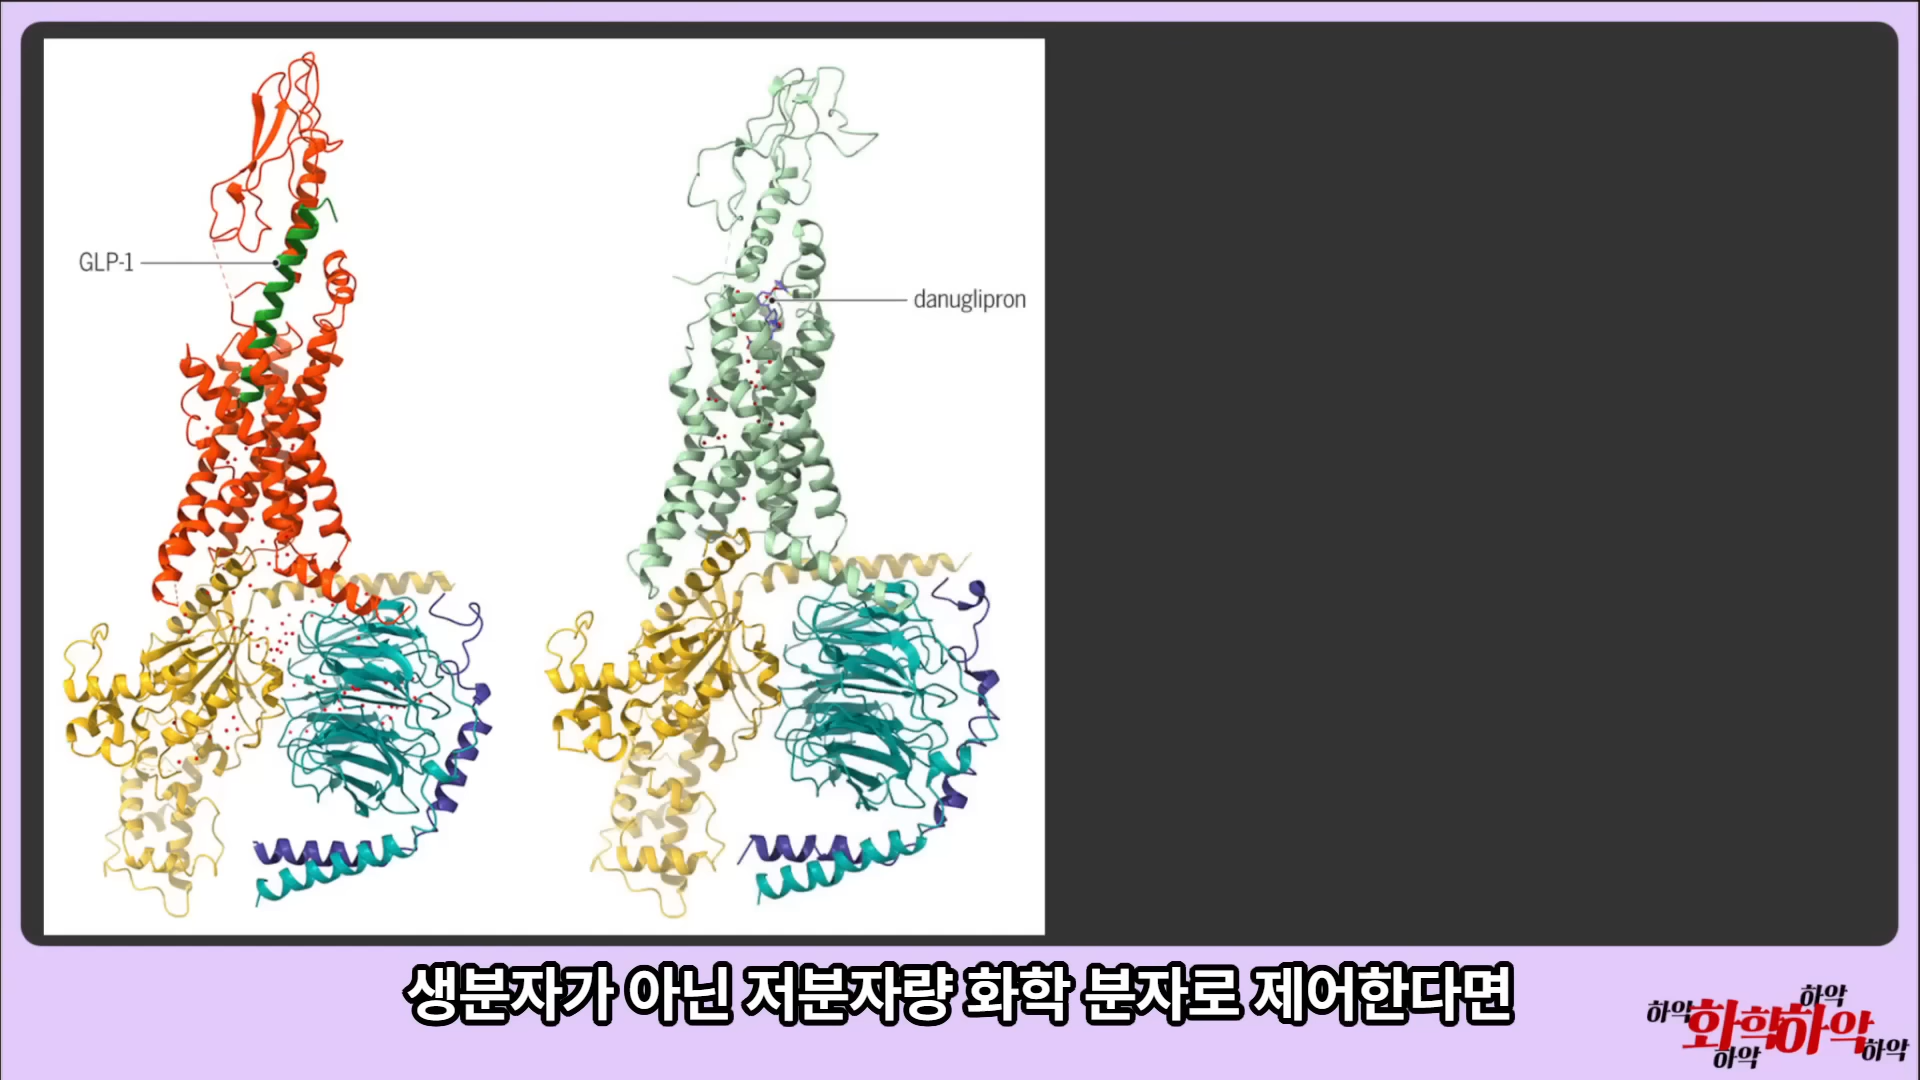 GLP-1
danuglipron
생분자가 아닌 저분자량 화학 분자로 제어한다면
하악
하악
화학하악
하악
하악